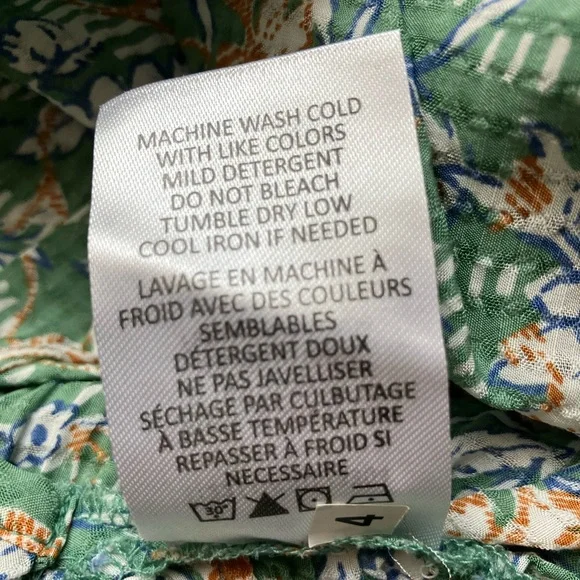 MACHINE WASH COLD
WITH LIKE COLORS
MILD DETERGENT
DO NOT BLEACH
TUMBLE DRY LOW
COOL IRON IF NEEDED
LAVAGE EN MACHINE À
FROID AVEC DES COULEURS
SEMBLABLES
DÉTERGENT DOUX
NE PAS JAVELLISER
SÉCHAGE PAR CULBUTAGE
À BASSE TEMPÉRATURE
REPASSER À FROID SI
NECESSAIRE
30°
4